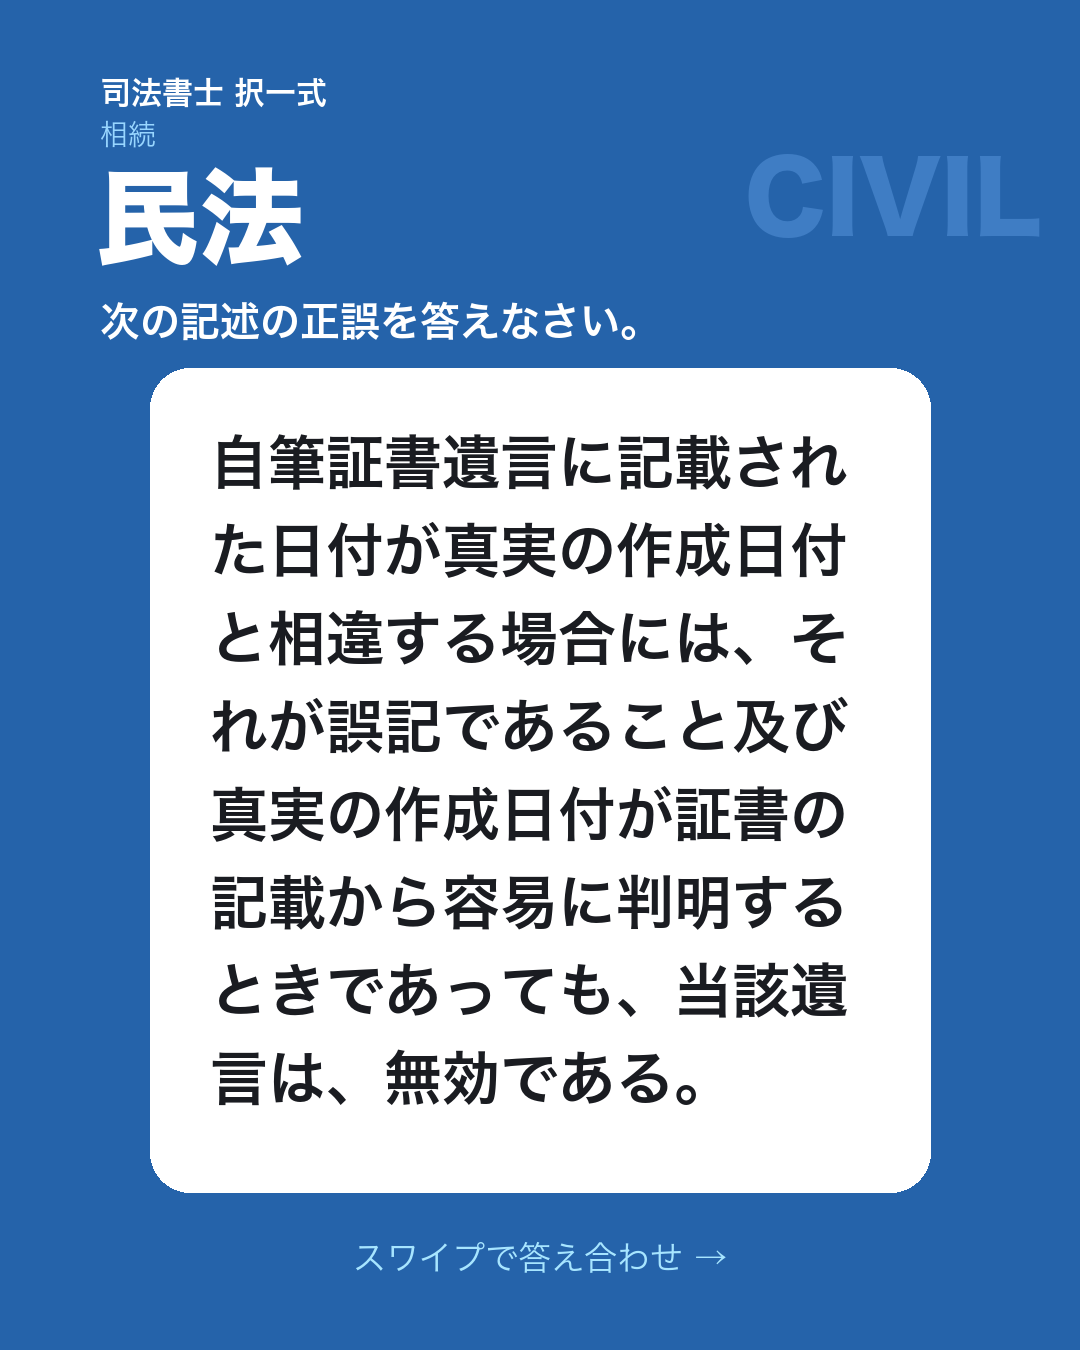 司法書士 択一式
相続
民法
CIVIL
次の記述の正誤を答えなさい。
自筆証書遺言に記載され
た日付が真実の作成日付
と相違する場合には、そ
れが誤記であること及び
真実の作成日付が証書の
記載から容易に判明する
ときであっても、当該遺
言は、無効である。
スワイプで答え合わせ →